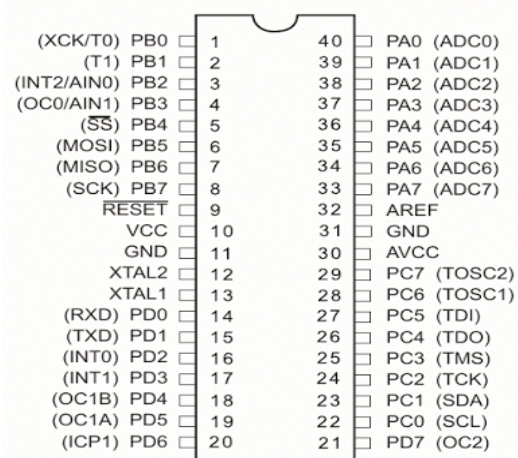 (XCK/T0) PB0 1 40 PA0 (ADC0)
(T1) PB1 2 39 PA1 (ADC1)
(INT2/AIN0) PB2 3 38 PA2 (ADC2)
(OC0/AIN1) PB3 4 37 PA3 (ADC3)
(SS) PB4 5 36 PA4 (ADC4)
(MOSI) PB5 6 35 PA5 (ADC5)
(MISO) PB6 7 34 PA6 (ADC6)
(SCK) PB7 8 33 PA7 (ADC7)
RESET 9 32 AREF
VCC 10 31 GND
GND 11 30 AVCC
XTAL2 12 29 PC7 (TOSC2)
XTAL1 13 28 PC6 (TOSC1)
(RXD) PD0 14 27 PC5 (TDI)
(TXD) PD1 15 26 PC4 (TDO)
(INT0) PD2 16 25 PC3 (TMS)
(INT1) PD3 17 24 PC2 (TCK)
(OC1B) PD4 18 23 PC1 (SDA)
(OC1A) PD5 19 22 PC0 (SCL)
(ICP1) PD6 20 21 PD7 (OC2)